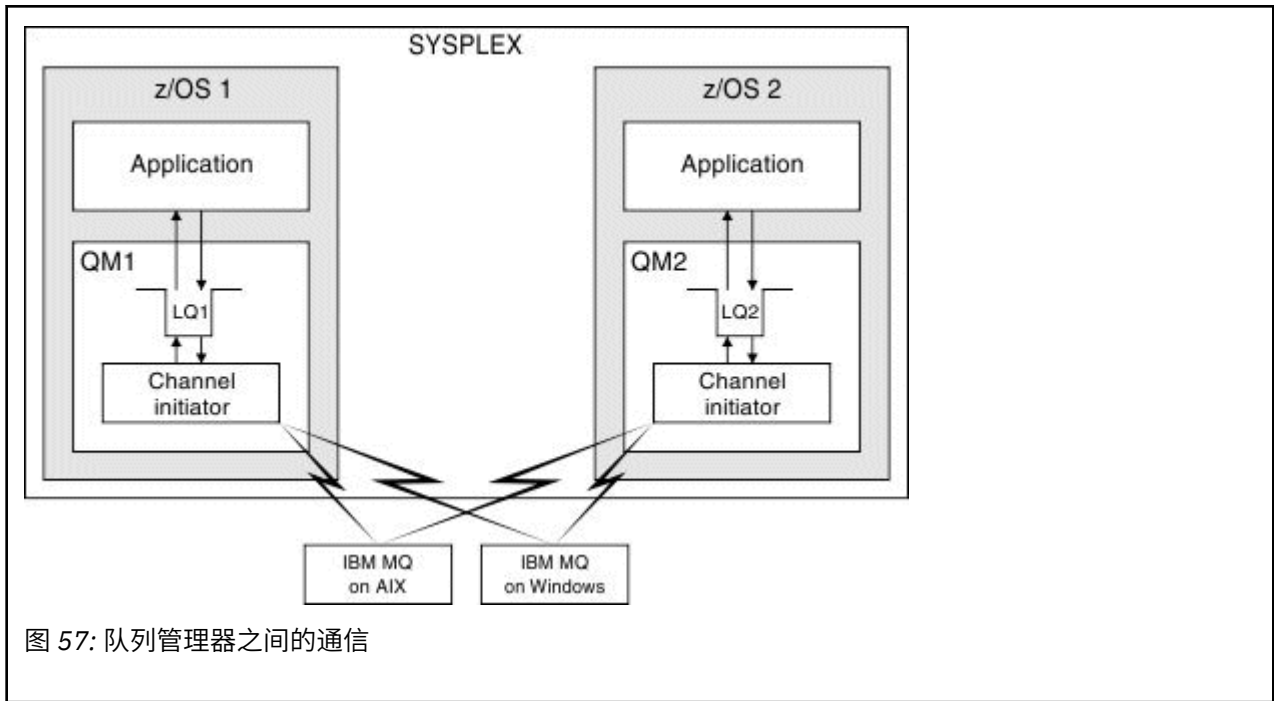 SYSPLEX
z/OS 1
Application
QM1
LQ1
Channel
initiator
z/OS 2
Application
QM2
LQ2
Channel
initiator
IBM MQ
on AIX
IBM MQ
on Windows
图 57: 队列管理器之间的通信